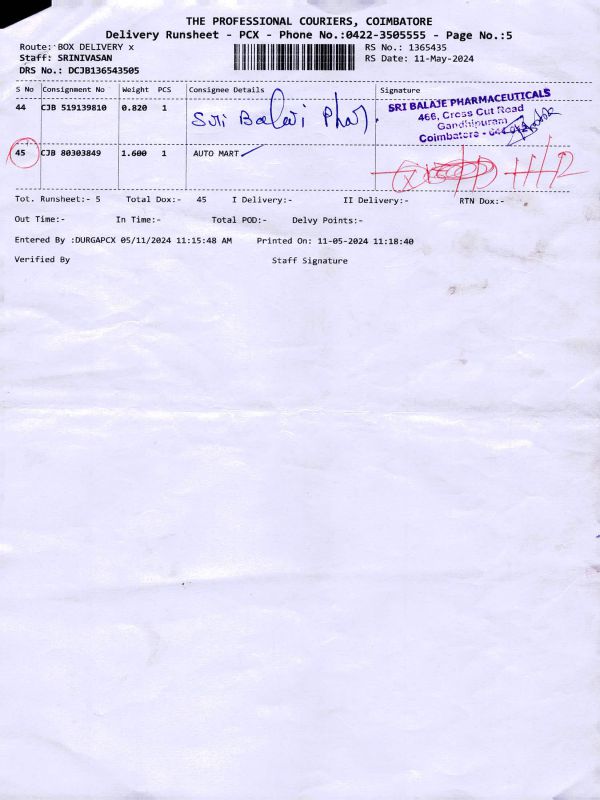 THE PROFESSIONAL COURIERS, COIMBATORE
Delivery Runsheet - PCX - Phone No.:0422-3505555 - Page No.:5
Route: BOX DELIVERY x RS No.: 1365435
Staff: SRINIVASAN RS Date: 11-May-2024
DRS No.: DCJB136543505
S No Consignment No Weight PCS Consignee Details Signature
44 CJB 519139810 0.820 1 Sri Balaji Phar. SRI BALAJE PHARMACEUTICALS
466, Cross Cut Road
Gandhipuram
Coimbatore -
45 CJB 80303849 1.600 1 AUTO MART
Tot. Runsheet:- 5 Total Dox:- 45 I Delivery:- II Delivery:- RTN Dox:-
Out Time:- In Time:- Total POD:- Delvy Points:-
Entered By :DURGAPCX 05/11/2024 11:15:48 AM Printed On: 11-05-2024 11:18:40
Verified By Staff Signature